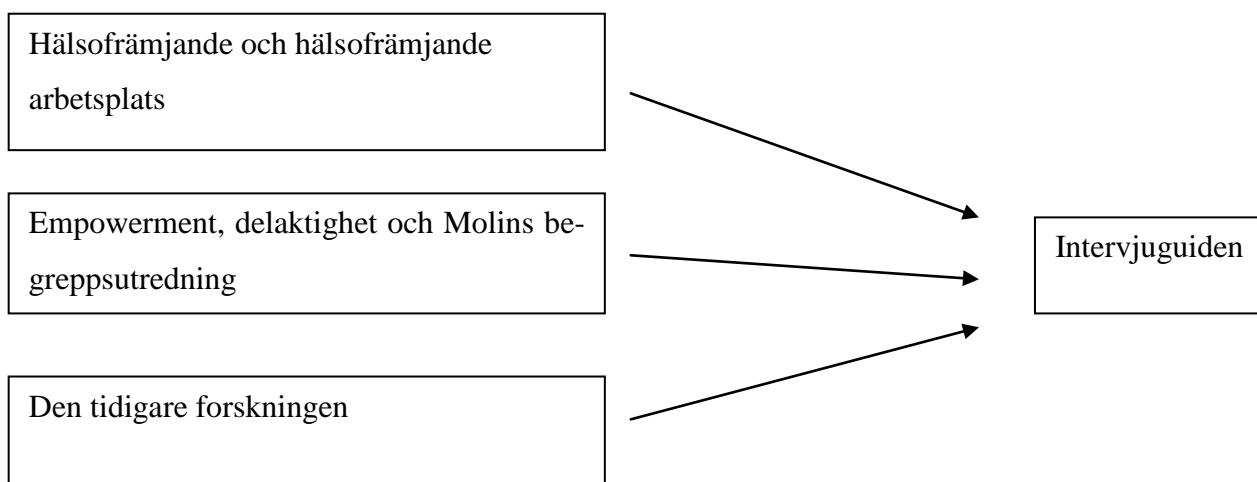 Hälsofrämjande och hälsofrämjande
arbetsplats
Empowerment, delaktighet och Molins be-
greppsutredning
Intervjuguiden
Den tidigare forskningen